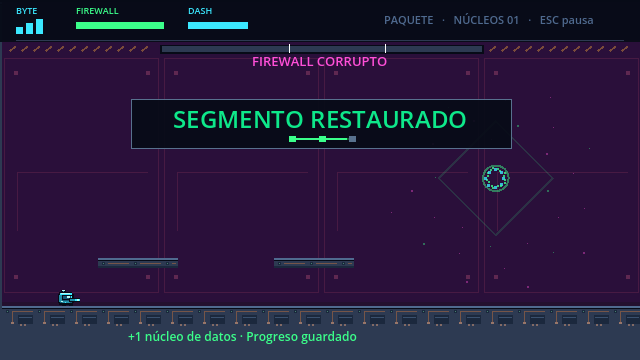 BYTE
FIREWALL
DASH
PAQUETE · NÚCLEOS 01 · ESC pausa
FIREWALL CORRUPTO
SEGMENTO RESTAURADO
+1 núcleo de datos · Progreso guardado